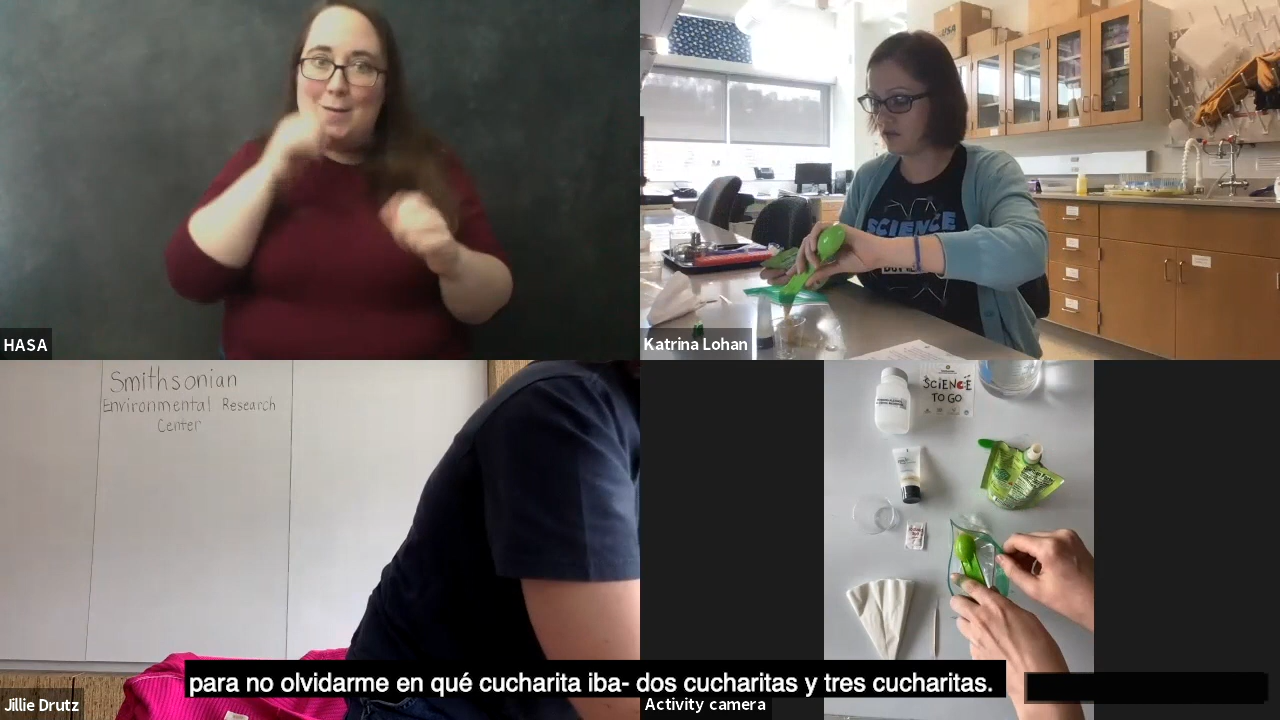 HASA
SCIENCE
Katrina Lohan
Smithsonian
Environmental Research
Center
SCIENCE
TO GO
para no olvidarme en qué cucharita iba- dos cucharitas y tres cucharitas.
Jillie Drutz
Activity camera